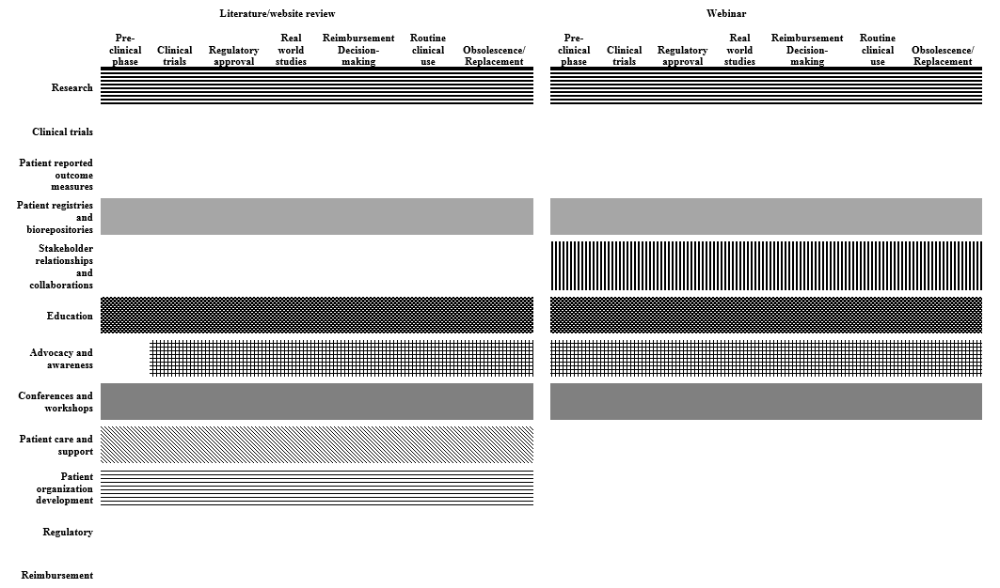 Literature/website review
Webinar
Pre-
clinical
phase
Clinical
trials
Regulatory
approval
Real
world
studies
Reimbursement
Decision-
making
Routine
clinical
use
Obsolescence/
Replacement
Pre-
clinical
phase
Clinical
trials
Regulatory
approval
Real
world
studies
Reimbursement
Decision-
making
Routine
clinical
use
Obsolescence/
Replacement
Research
Clinical trials
Patient reported
outcome
measures
Patient registries
and
biorepositories
Stakeholder
relationships
and
collaborations
Education
Advocacy and
awareness
Conferences and
workshops
Patient care and
support
Patient
organization
development
Regulatory
Reimbursement